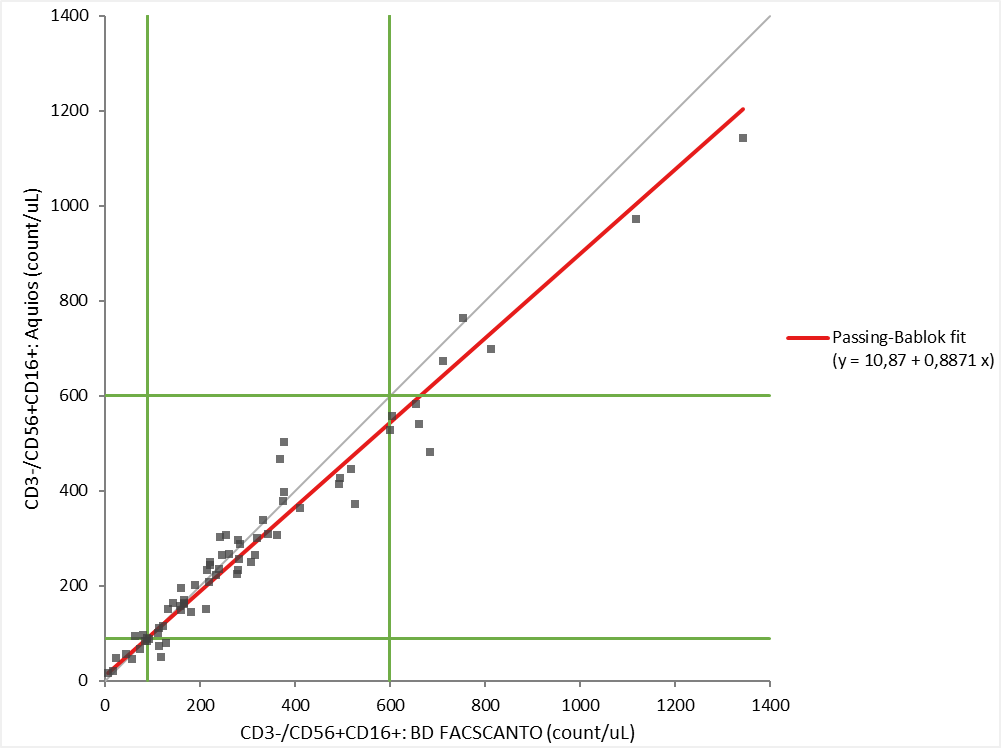 1400
1200
1000
800
600
400
200
0
CD3-/CD56+CD16+: Aquios (count/uL)
0 200 400 600 800 1000 1200 1400
CD3-/CD56+CD16+: BD FACSCANTO (count/uL)
Passing-Bablok fit
(y = 10,87 + 0,8871 x)